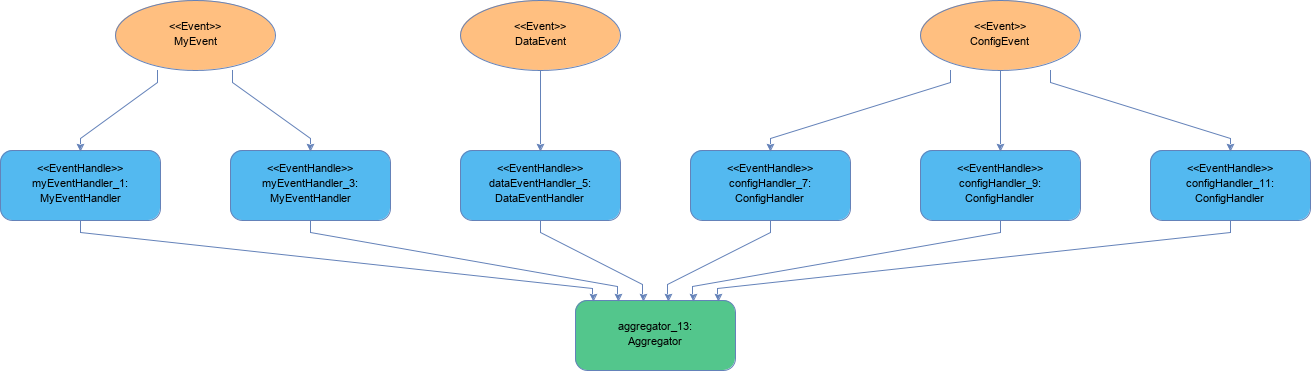 <<Event>>
MyEvent
<<Event>>
DataEvent
<<Event>>
ConfigEvent
<<EventHandle>>
myEventHandler_1:
MyEventHandler
<<EventHandle>>
myEventHandler_3:
MyEventHandler
<<EventHandle>>
dataEventHandler_5:
DataEventHandler
<<EventHandle>>
configHandler_7:
ConfigHandler
<<EventHandle>>
configHandler_9:
ConfigHandler
<<EventHandle>>
configHandler_11:
ConfigHandler
aggregator_13:
Aggregator